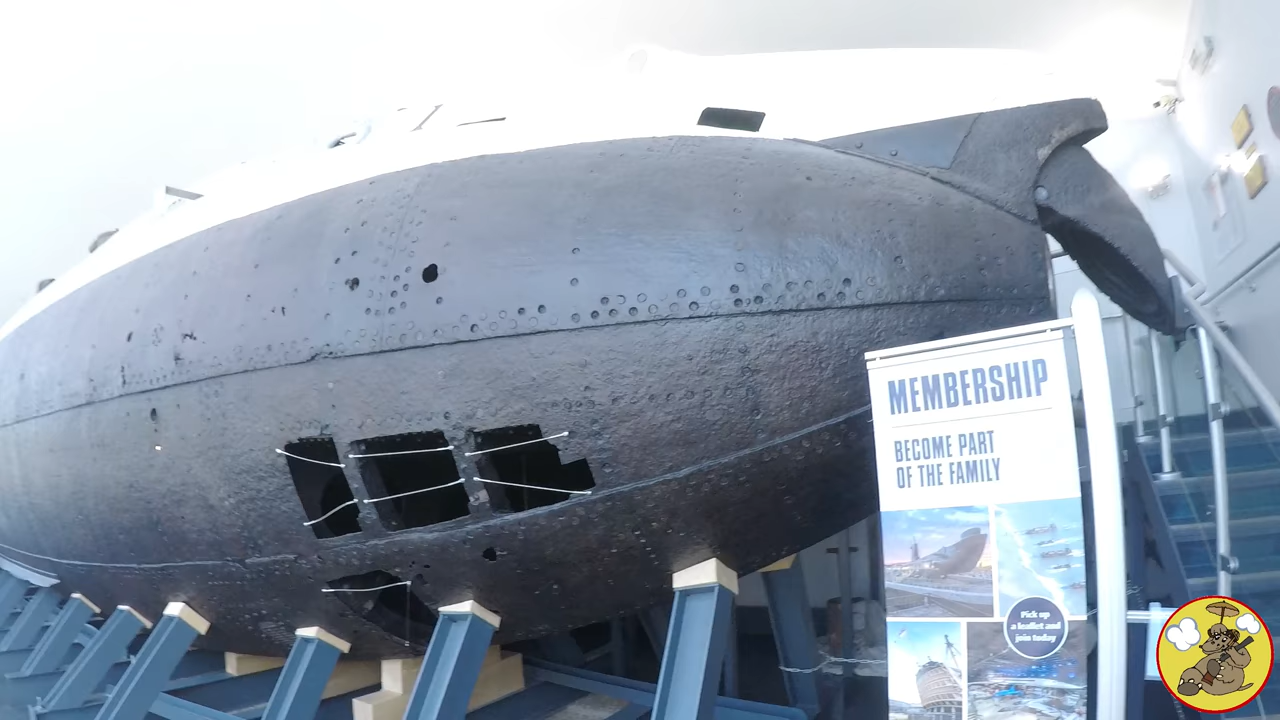 MEMBERSHIP
BECOME PART
OF THE FAMILY
Pick up
a leaflet and
join today